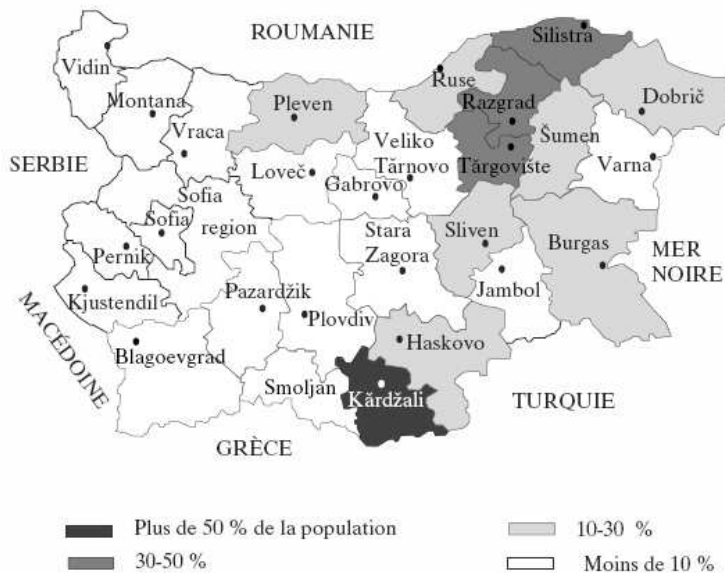 ROUMANIE
Silistra
Vidin
Ruse
Montana
Pleven
Razgrad
Dobrič
Vraca
Veliko
Tărnovo
Šumen
SERBIE
Loveč
Tărgoviste
Varna
Gabrovo
Sofia
region
Sofia
Stara
Zagora
Sliven
Burgas
MER
NOIRE
Pernik
Kjustendil
Pazardžik
Plovdiv
Jambol
MACÉDOINE
Blagoevgrad
Haskovo
Smoljan
Kărdžali
TURQUIE
GRÈCE
Plus de 50 % de la population
10-30 %
30-50 %
Moins de 10 %